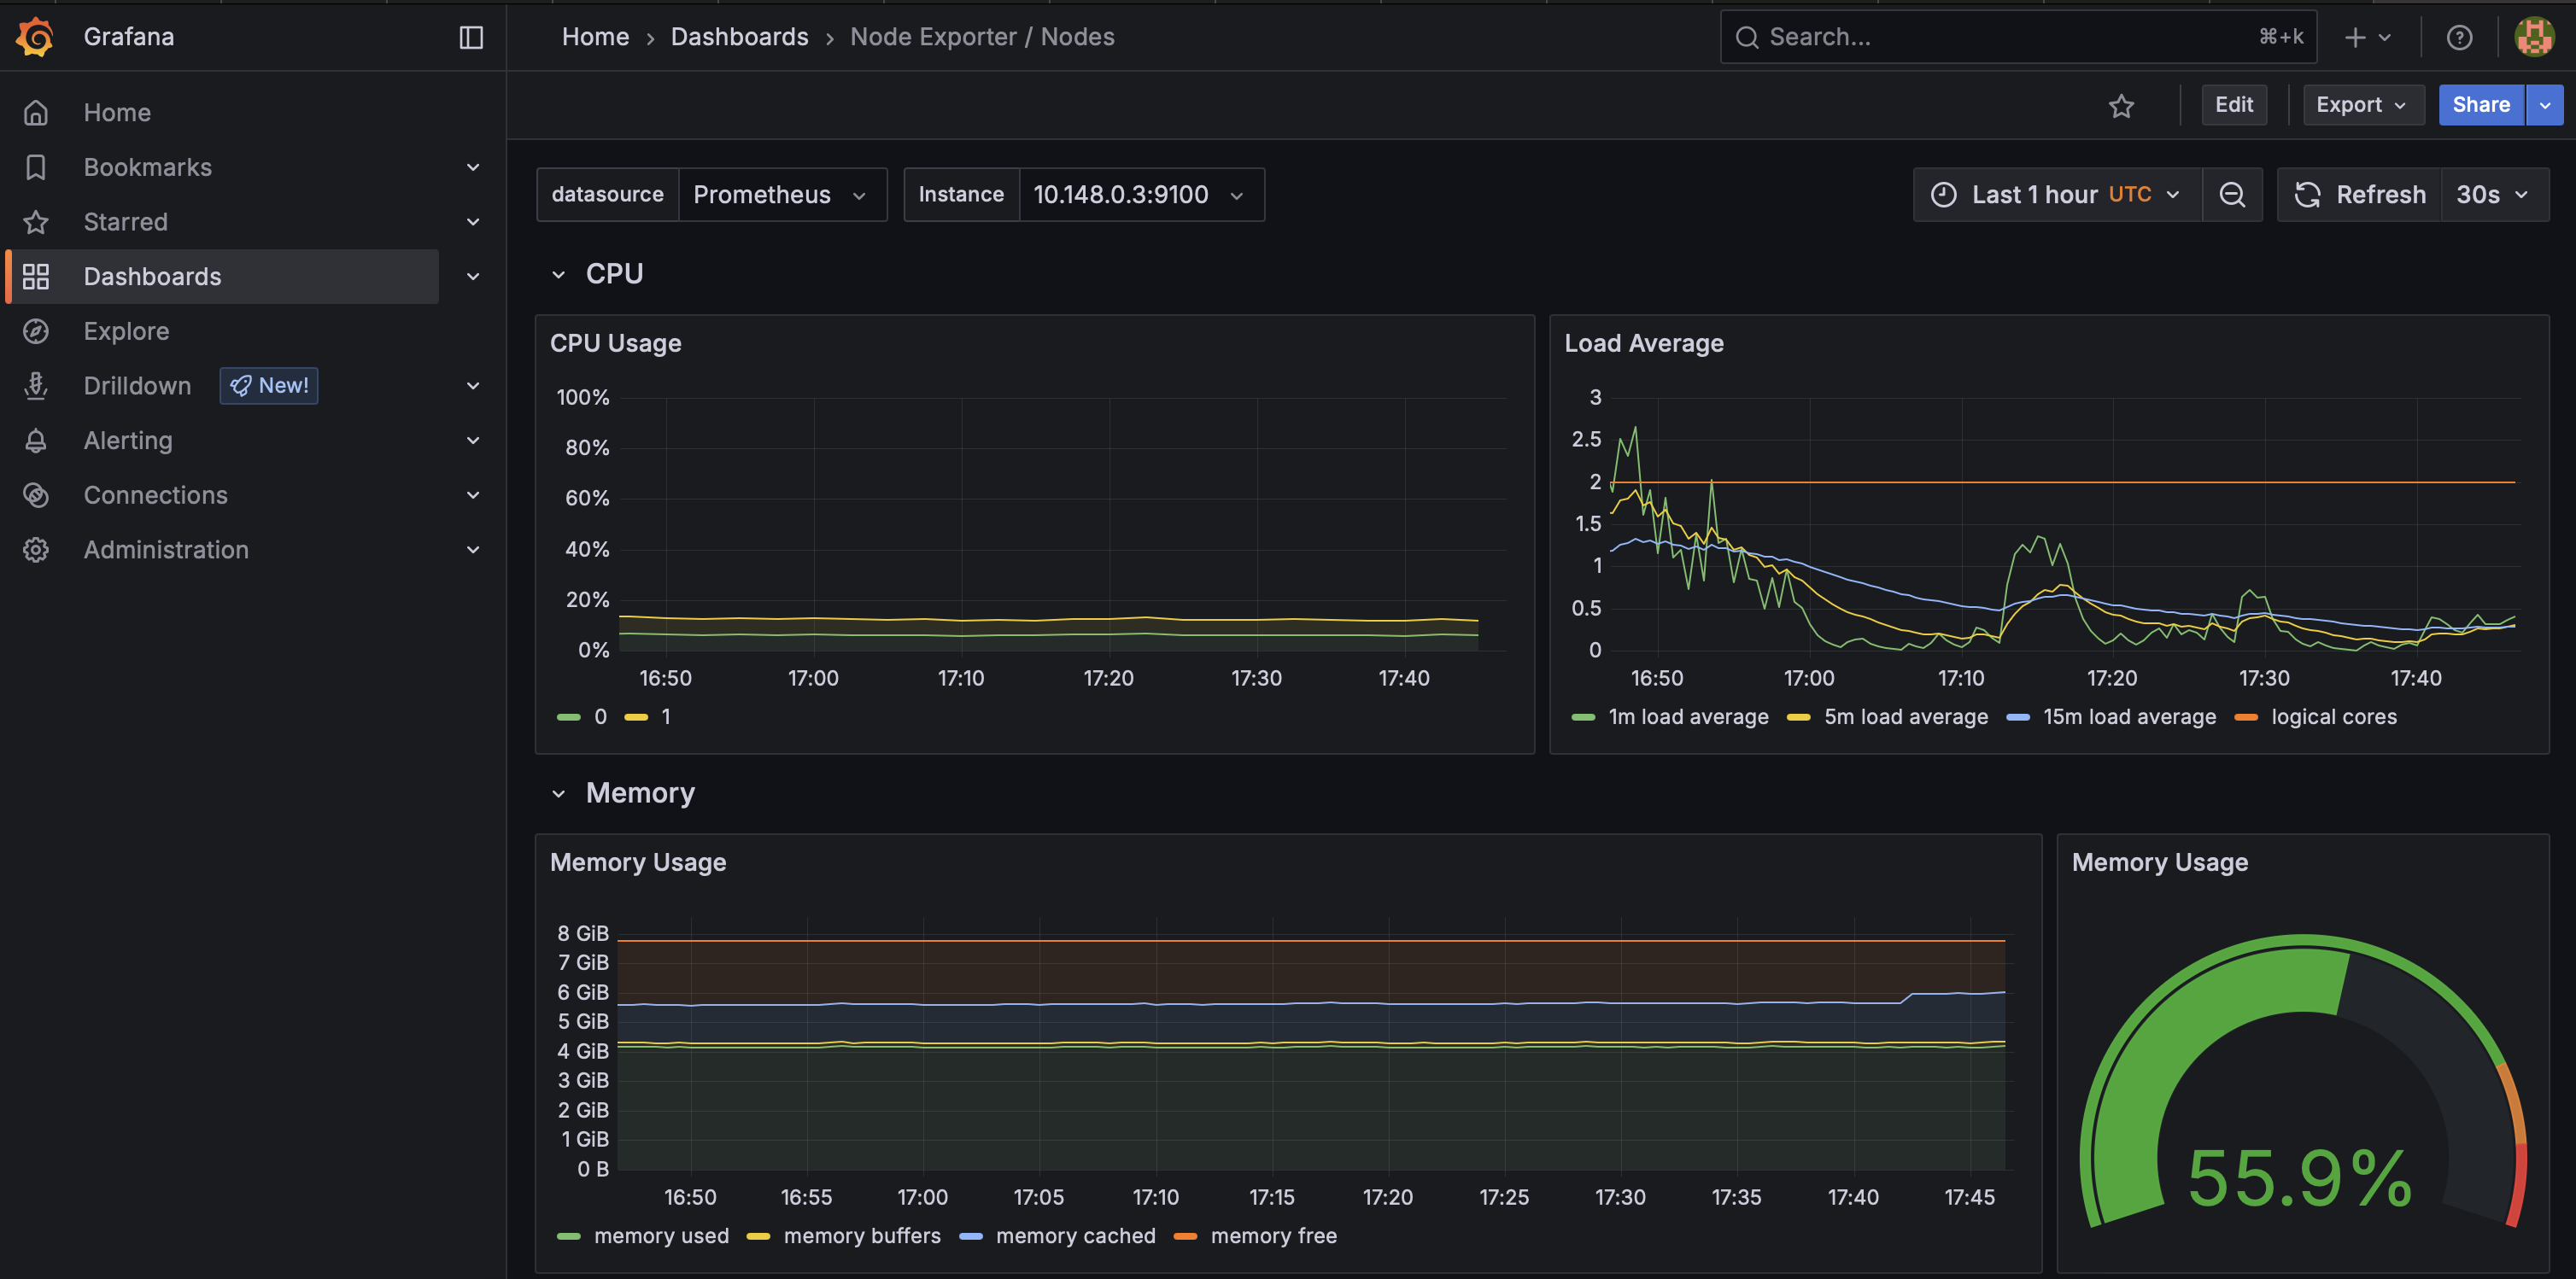 Grafana
Home › Dashboards › Node Exporter / Nodes
Search... ⌘+k
Edit Export Share
Home
Bookmarks
Starred
Dashboards
Explore
Drilldown New!
Alerting
Connections
Administration
datasource Prometheus Instance 10.148.0.3:9100 Last 1 hour UTC Refresh 30s
CPU
CPU Usage
100%
80%
60%
40%
20%
0%
16:50 17:00 17:10 17:20 17:30 17:40
0 1
Load Average
3
2.5
2
1.5
1
0.5
0
16:50 17:00 17:10 17:20 17:30 17:40
1m load average 5m load average 15m load average logical cores
Memory
Memory Usage
8 GiB
7 GiB
6 GiB
5 GiB
4 GiB
3 GiB
2 GiB
1 GiB
0 B
16:50 16:55 17:00 17:05 17:10 17:15 17:20 17:25 17:30 17:35 17:40 17:45
memory used memory buffers memory cached memory free
Memory Usage
55.9%